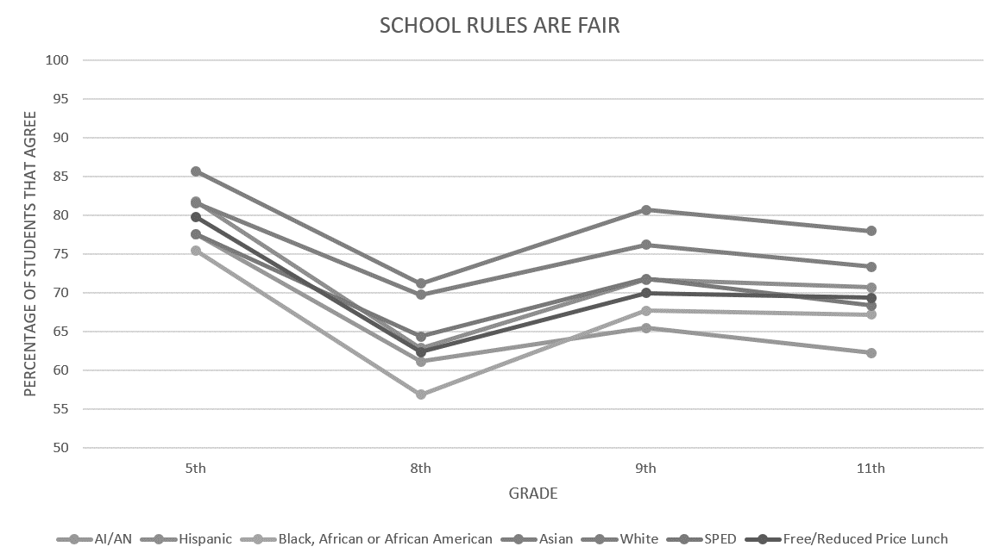 SCHOOL RULES ARE FAIR
PERCENTAGE OF STUDENTS THAT AGREE
100
95
90
85
80
75
70
65
60
55
50
5th 8th 9th 11th
GRADE
AI/AN Hispanic Black, African or African American Asian White SPED Free/Reduced Price Lunch